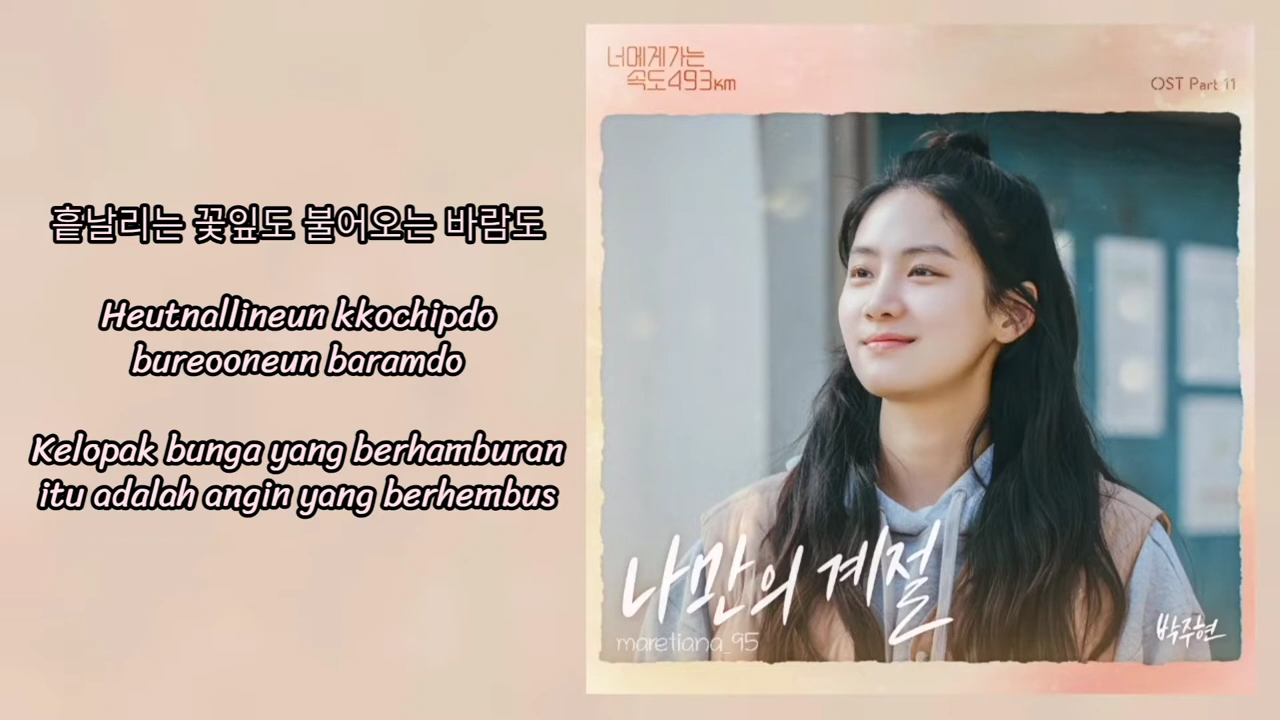 흩날리는 꽃잎도 불어오는 바람도
Heutnallineun kkochipdo
bureooneun baramdo
Kelopak bunga yang berhamburan
itu adalah angin yang berhembus
너에게 가는
속도 493km
OST Part 11
나만의 계절
maretiana_95
박주현